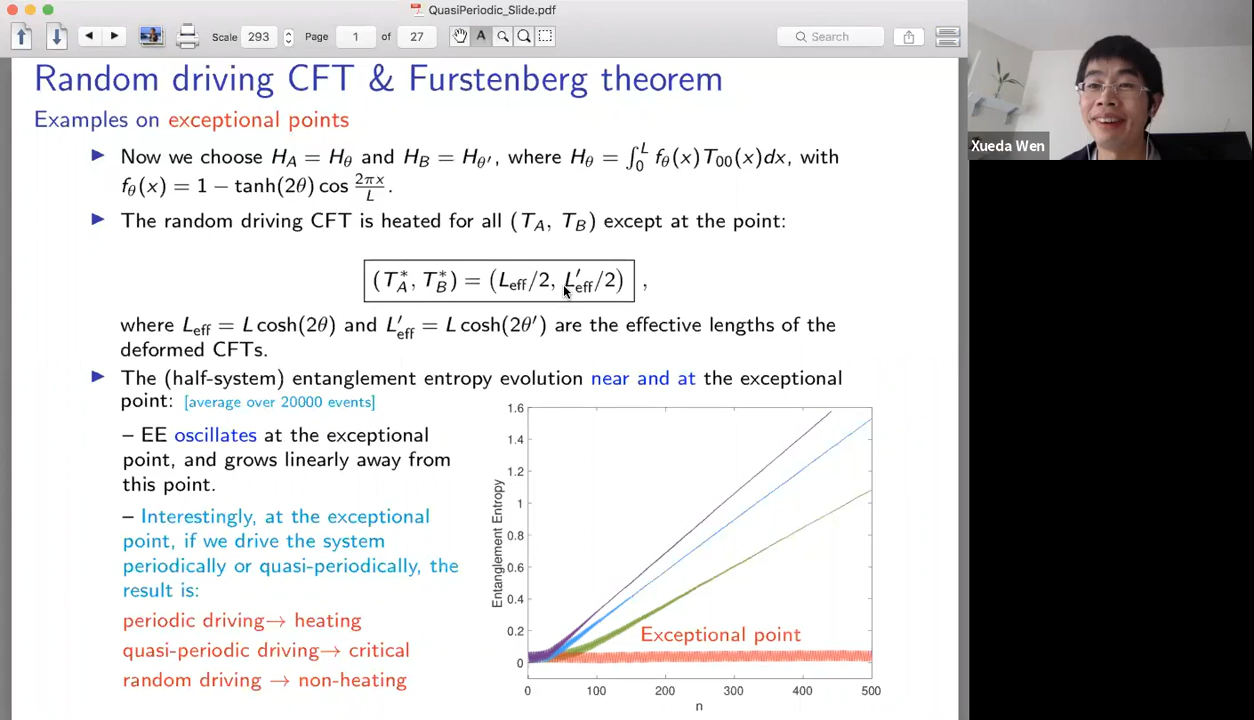 QuasiPeriodic_Slide.pdf
Scale 293 Page 1 of 27 A Search
Random driving CFT & Furstenberg theorem
Examples on exceptional points
▶ Now we choose H_A = H_θ and H_B = H_θ′, where H_θ = ∫₀ᴸ f_θ(x) T₀₀(x)dx, with
f_θ(x) = 1 − tanh(2θ) cos 2πx/L.
▶ The random driving CFT is heated for all (T_A, T_B) except at the point:
(T_A*, T_B*) = (L_eff/2, L′_eff/2) ,
where L_eff = L cosh(2θ) and L′_eff = L cosh(2θ′) are the effective lengths of the
deformed CFTs.
▶ The (half-system) entanglement entropy evolution near and at the exceptional
point: [average over 20000 events]
– EE oscillates at the exceptional
point, and grows linearly away from
this point.
– Interestingly, at the exceptional
point, if we drive the system
periodically or quasi-periodically, the
result is:
periodic driving→ heating
quasi-periodic driving→ critical
random driving → non-heating
1.6
1.4
1.2
1
0.8
0.6
0.4
0.2
0
Entanglement Entropy
Exceptional point
0 100 200 300 400 500
n
Xueda Wen